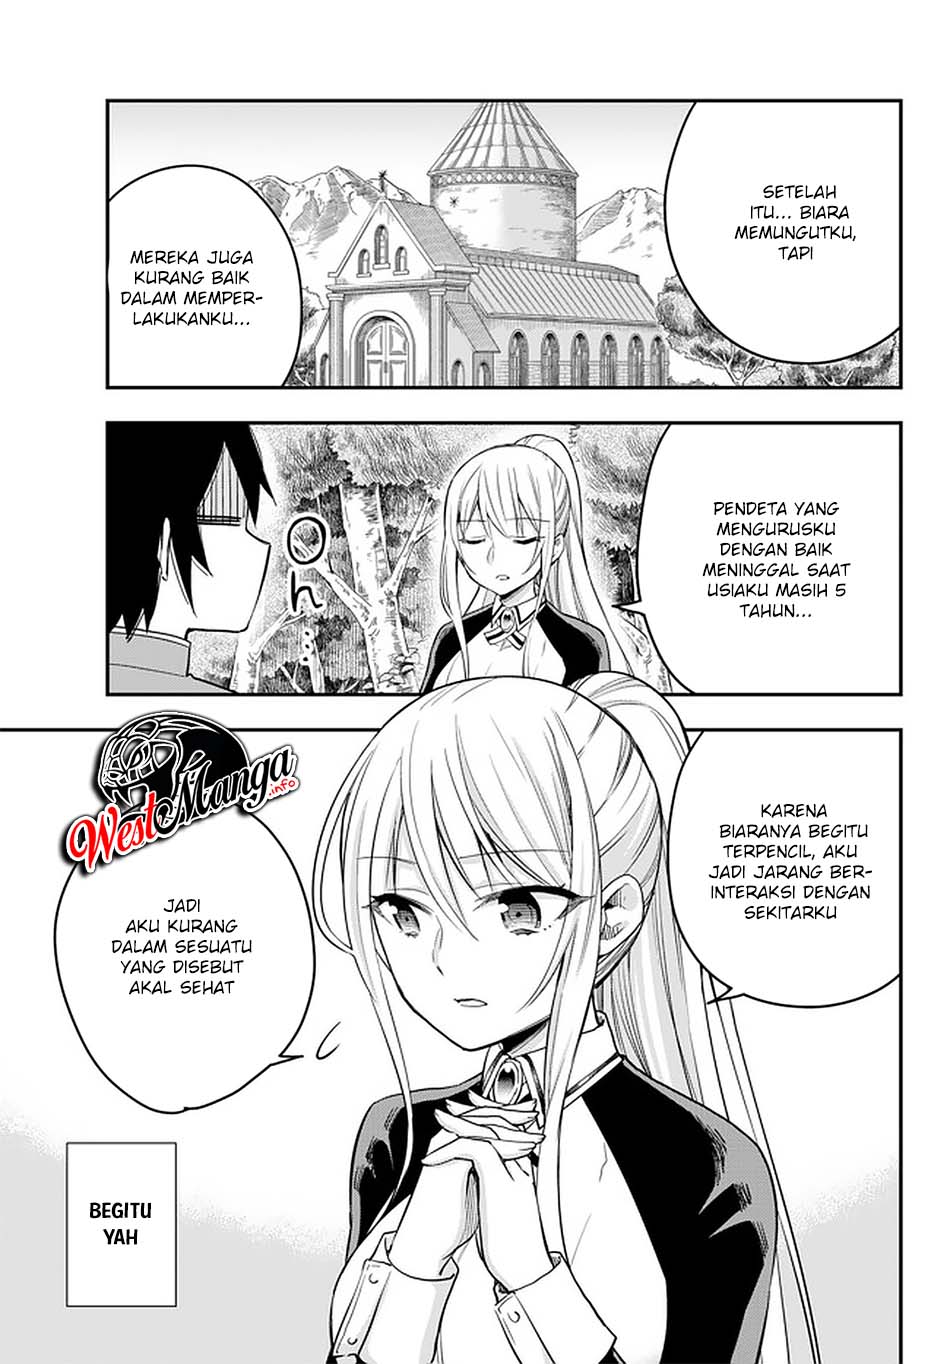 SETELAH
ITU... BIARA
MEMUNGUTKU,
TAPI
MEREKA JUGA
KURANG BAIK
DALAM MEMPER-
LAKUKANKU...
PENDETA YANG
MENGURUSKU
DENGAN BAIK
MENINGGAL SAAT
USIAKU MASIH 5
TAHUN...
Oh...
KARENA
BIARANYA BEGITU
TERPENCIL, AKU
JADI JARANG BER-
INTERAKSI DENGAN
SEKITARKU
WestManga
.info
JADI
AKU KURANG
DALAM SESUATU
YANG DISEBUT
AKAL SEHAT
BEGITU
YAH